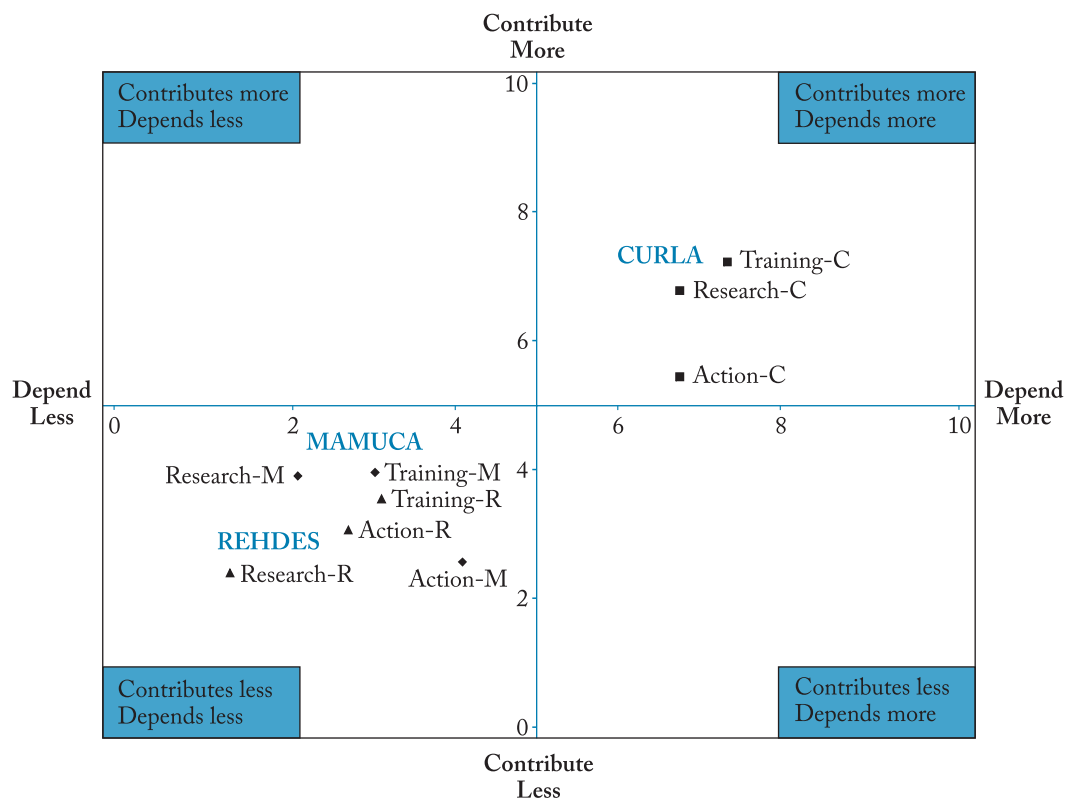 Contribute
More
Contributes more
Depends less
10
Contributes more
Depends more
8
CURLA
Training-C
Research-C
6
Action-C
Depend
Less
Depend
More
0
2
4
6
8
10
MAMUCA
Research-M
Training-M
4
Training-R
Action-R
REHDES
Research-R
Action-M
2
Contributes less
Depends less
Contributes less
Depends more
0
Contribute
Less